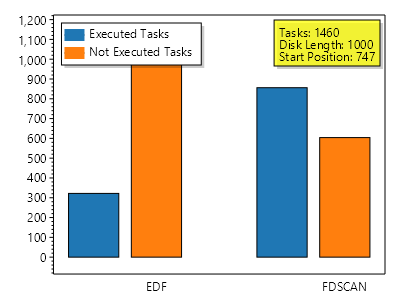 1,200
1,100
1,000
900
800
700
600
500
400
300
200
100
0
Executed Tasks
Not Executed Tasks
Tasks: 1460
Disk Length: 1000
Start Position: 747
EDF
FDSCAN